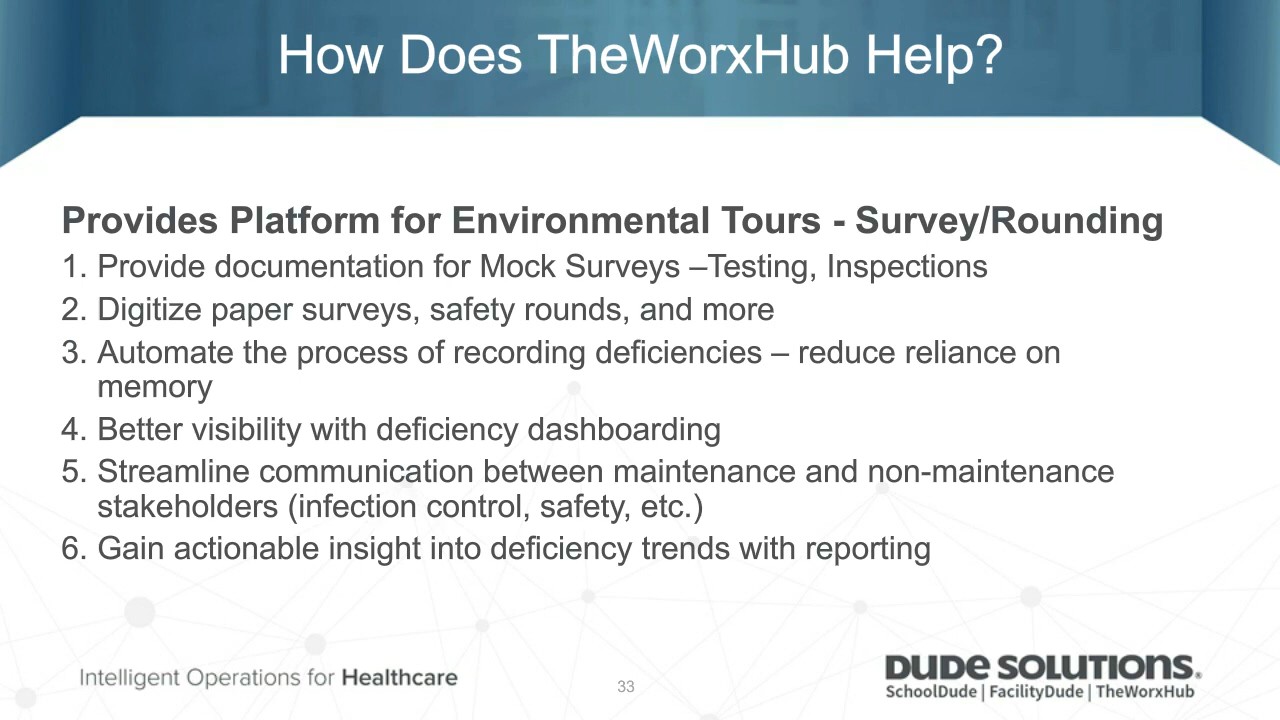 How Does TheWorxHub Help?
Provides Platform for Environmental Tours - Survey/Rounding
1. Provide documentation for Mock Surveys –Testing, Inspections
2. Digitize paper surveys, safety rounds, and more
3. Automate the process of recording deficiencies – reduce reliance on
memory
4. Better visibility with deficiency dashboarding
5. Streamline communication between maintenance and non-maintenance
stakeholders (infection control, safety, etc.)
6. Gain actionable insight into deficiency trends with reporting
Intelligent Operations for Healthcare
33
DUDE SOLUTIONS®
SchoolDude | FacilityDude | TheWorxHub